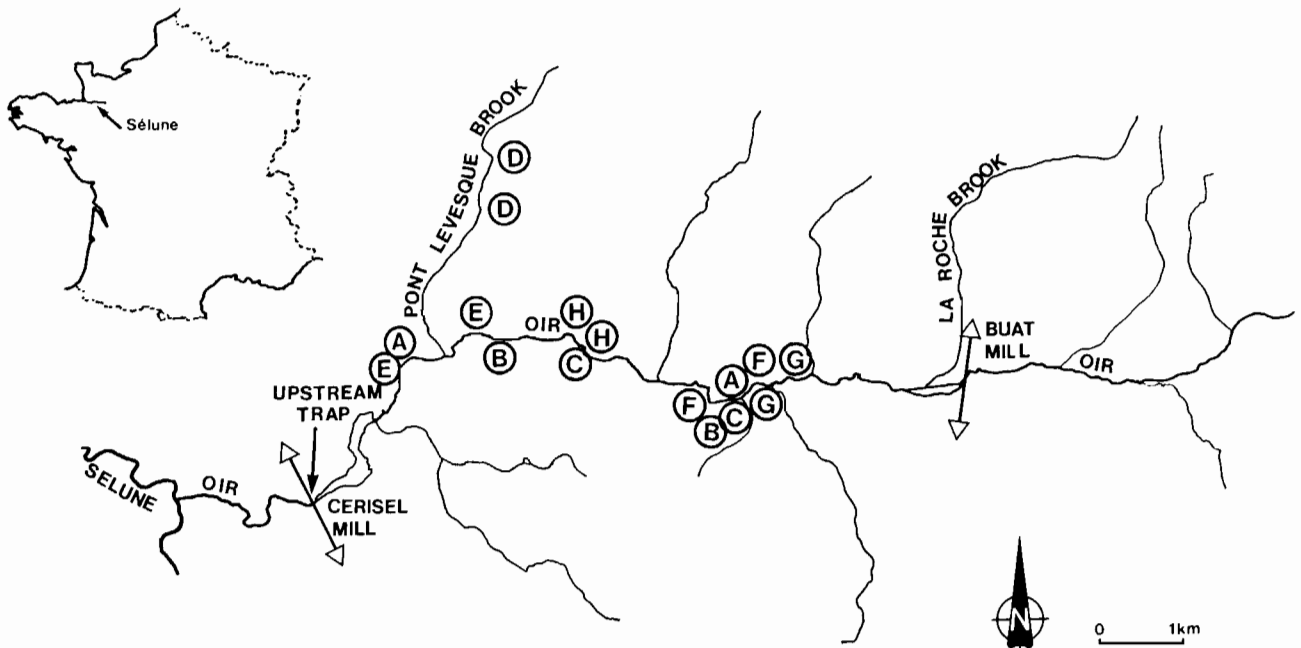 Sélune
PONT LEVESQUE BROOK
D
D
LA ROCHE BROOK
E
OIR
H
H
A
B
C
E
F
G
A
F
B
C
G
BUAT
MILL
OIR
UPSTREAM
TRAP
SELUNE
OIR
CERISEL
MILL
N
0 1km